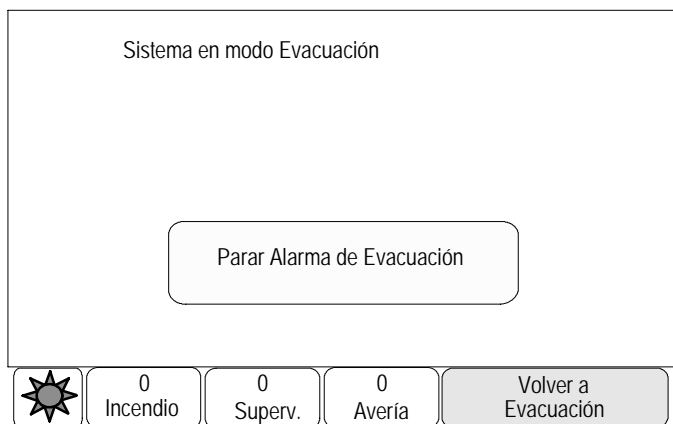 Sistema en modo Evacuación
Parar Alarma de Evacuación
0
Incendio
0
Superv.
0
Avería
Volver a
Evacuación